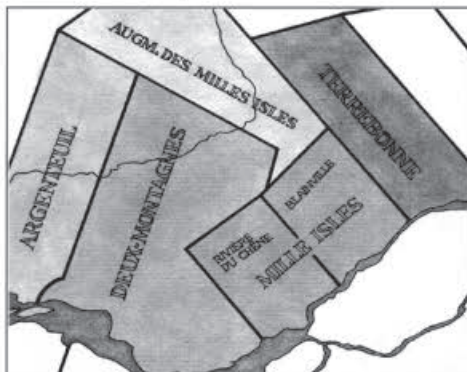 AUGM. DES MILLES ISLES
TERREBONNE
ARGENTEUIL
DEUX-MONTAGNES
BLAINVILLE
RIVIÈRE
DU CHÊNE
MILLE ISLES